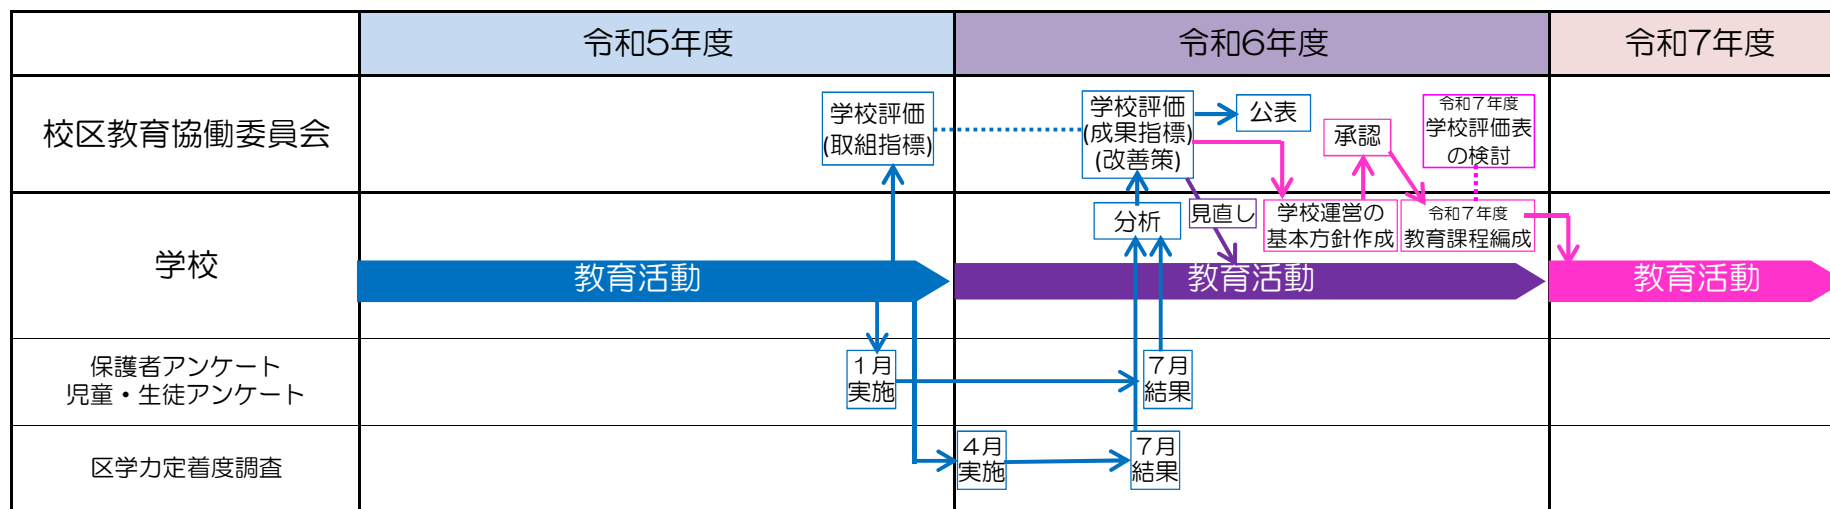 令和5年度
令和6年度
令和7年度
校区教育協働委員会
学校評価
(取組指標)
学校評価
(成果指標)
(改善策)
公表
承認
令和７年度
学校評価表
の検討
学校
分析
見直し
学校運営の
基本方針作成
令和７年度
教育課程編成
教育活動
教育活動
教育活動
保護者アンケート
児童・生徒アンケート
１月
実施
７月
結果
区学力定着度調査
４月
実施
７月
結果